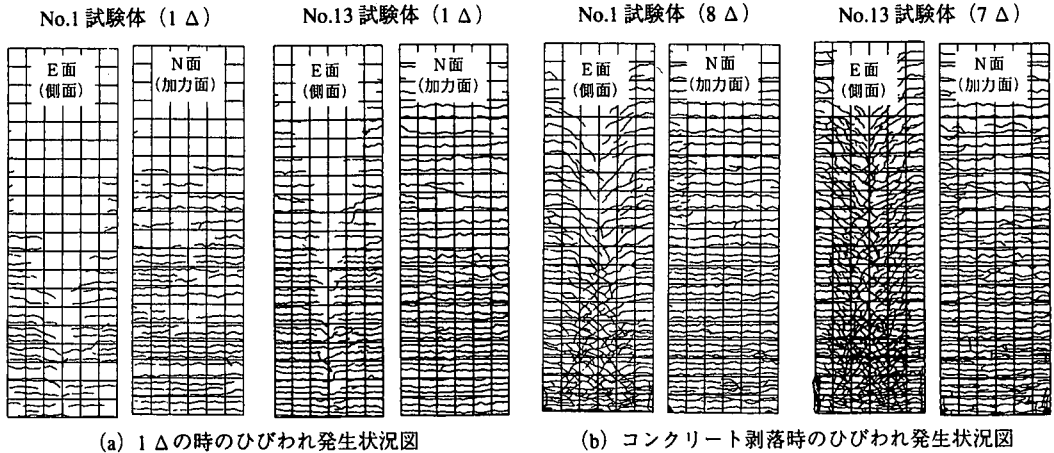 No.1 試験体 (1 Δ)
No.13 試験体 (1 Δ)
No.1 試験体 (8 Δ)
No.13 試験体 (7 Δ)
E面
(側面)
N面
(加力面)
E面
(側面)
N面
(加力面)
E面
(側面)
N面
(加力面)
E面
(側面)
N面
(加力面)
(a) 1 Δの時のひびわれ発生状況図
(b) コンクリート剥落時のひびわれ発生状況図